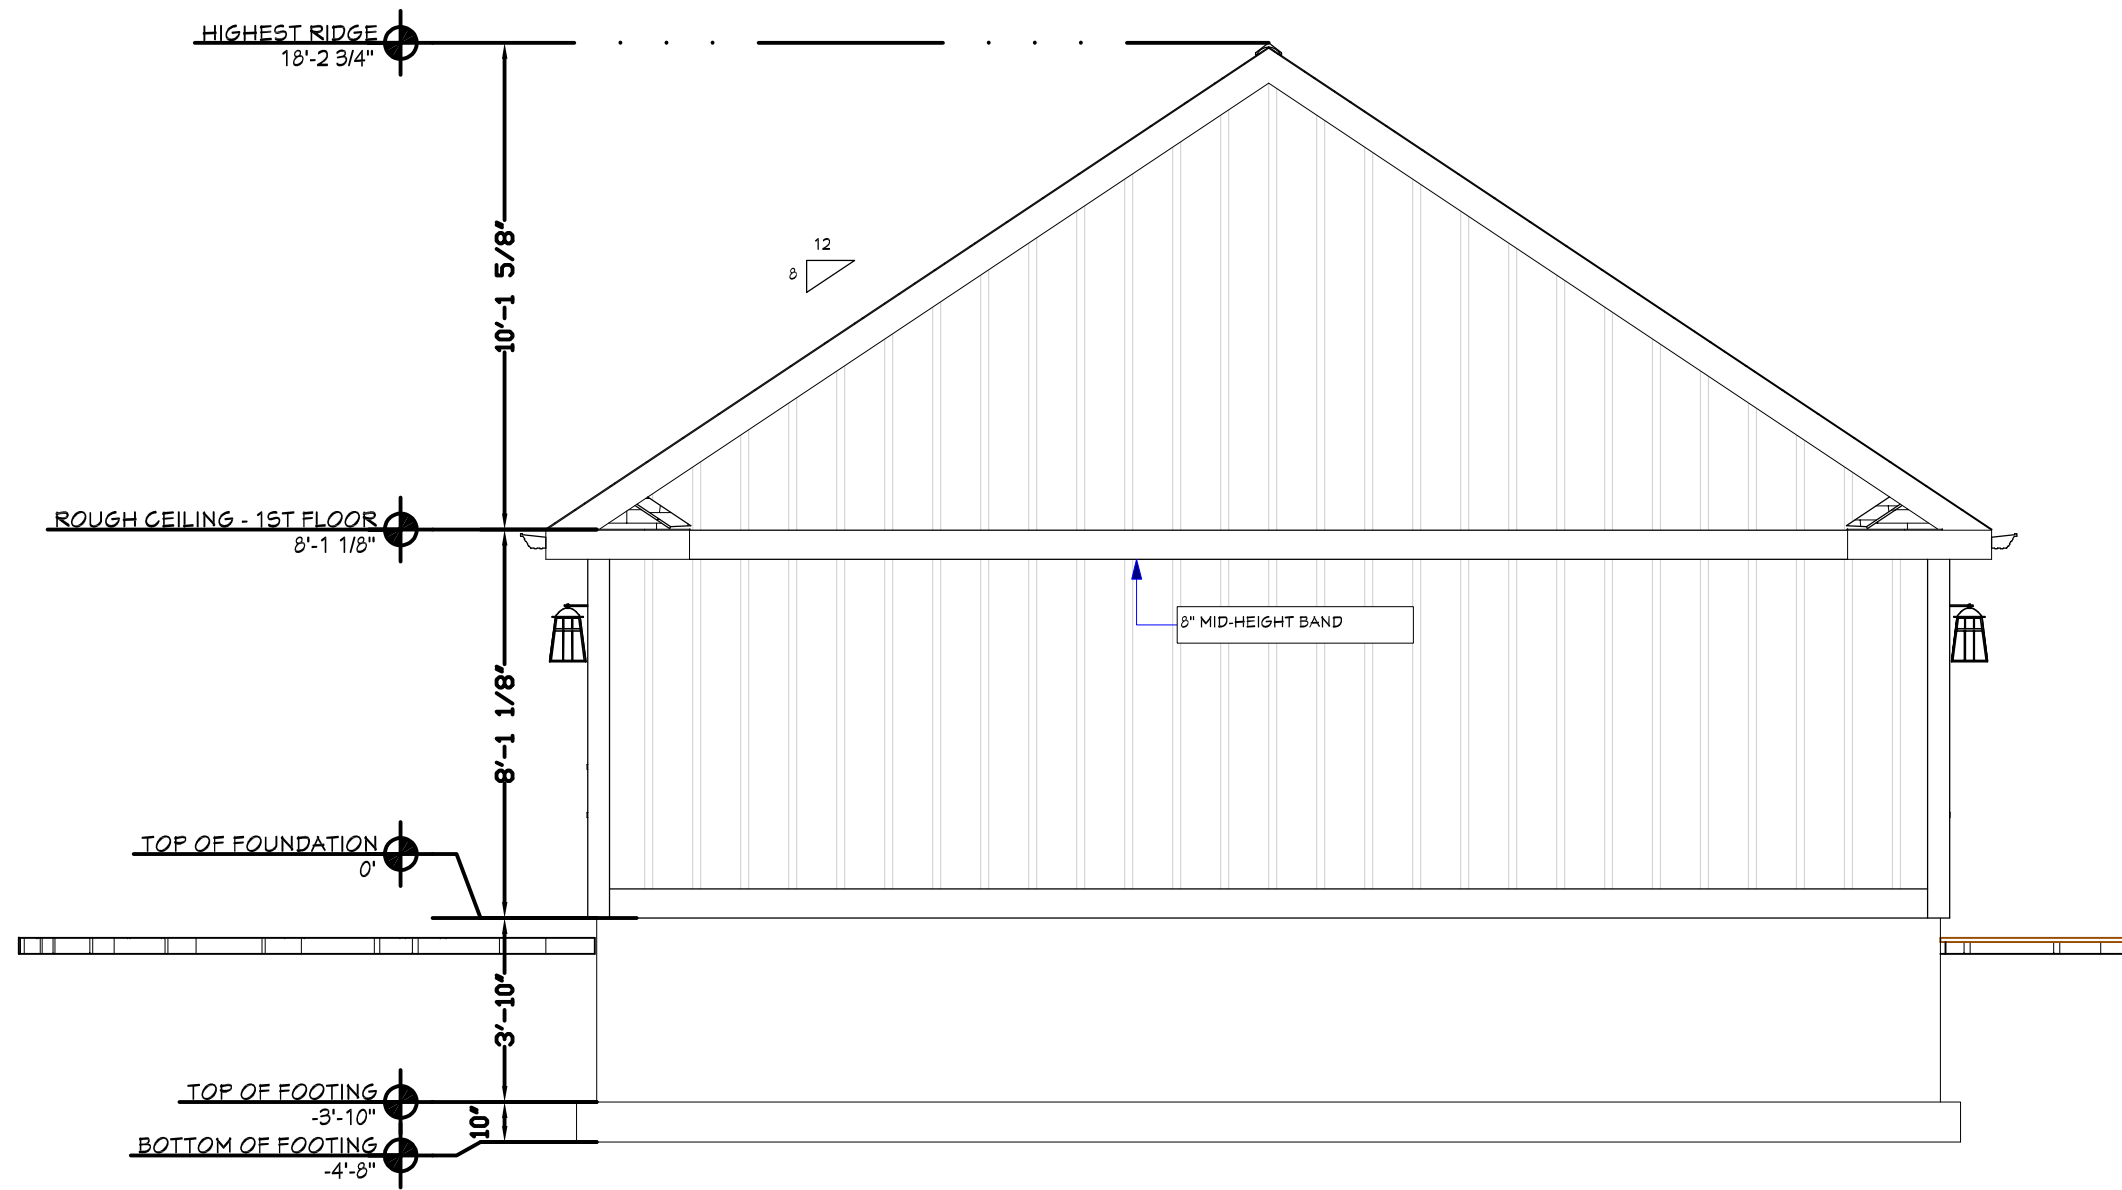 HIGHEST RIDGE
18'-2 3/4"
10'-1 5/8"
12
8
ROUGH CEILING - 1ST FLOOR
8'-1 1/8"
8" MID-HEIGHT BAND
8'-1 1/8"
TOP OF FOUNDATION
0'
3'-10"
TOP OF FOOTING
-3'-10"
10"
BOTTOM OF FOOTING
-4'-8"